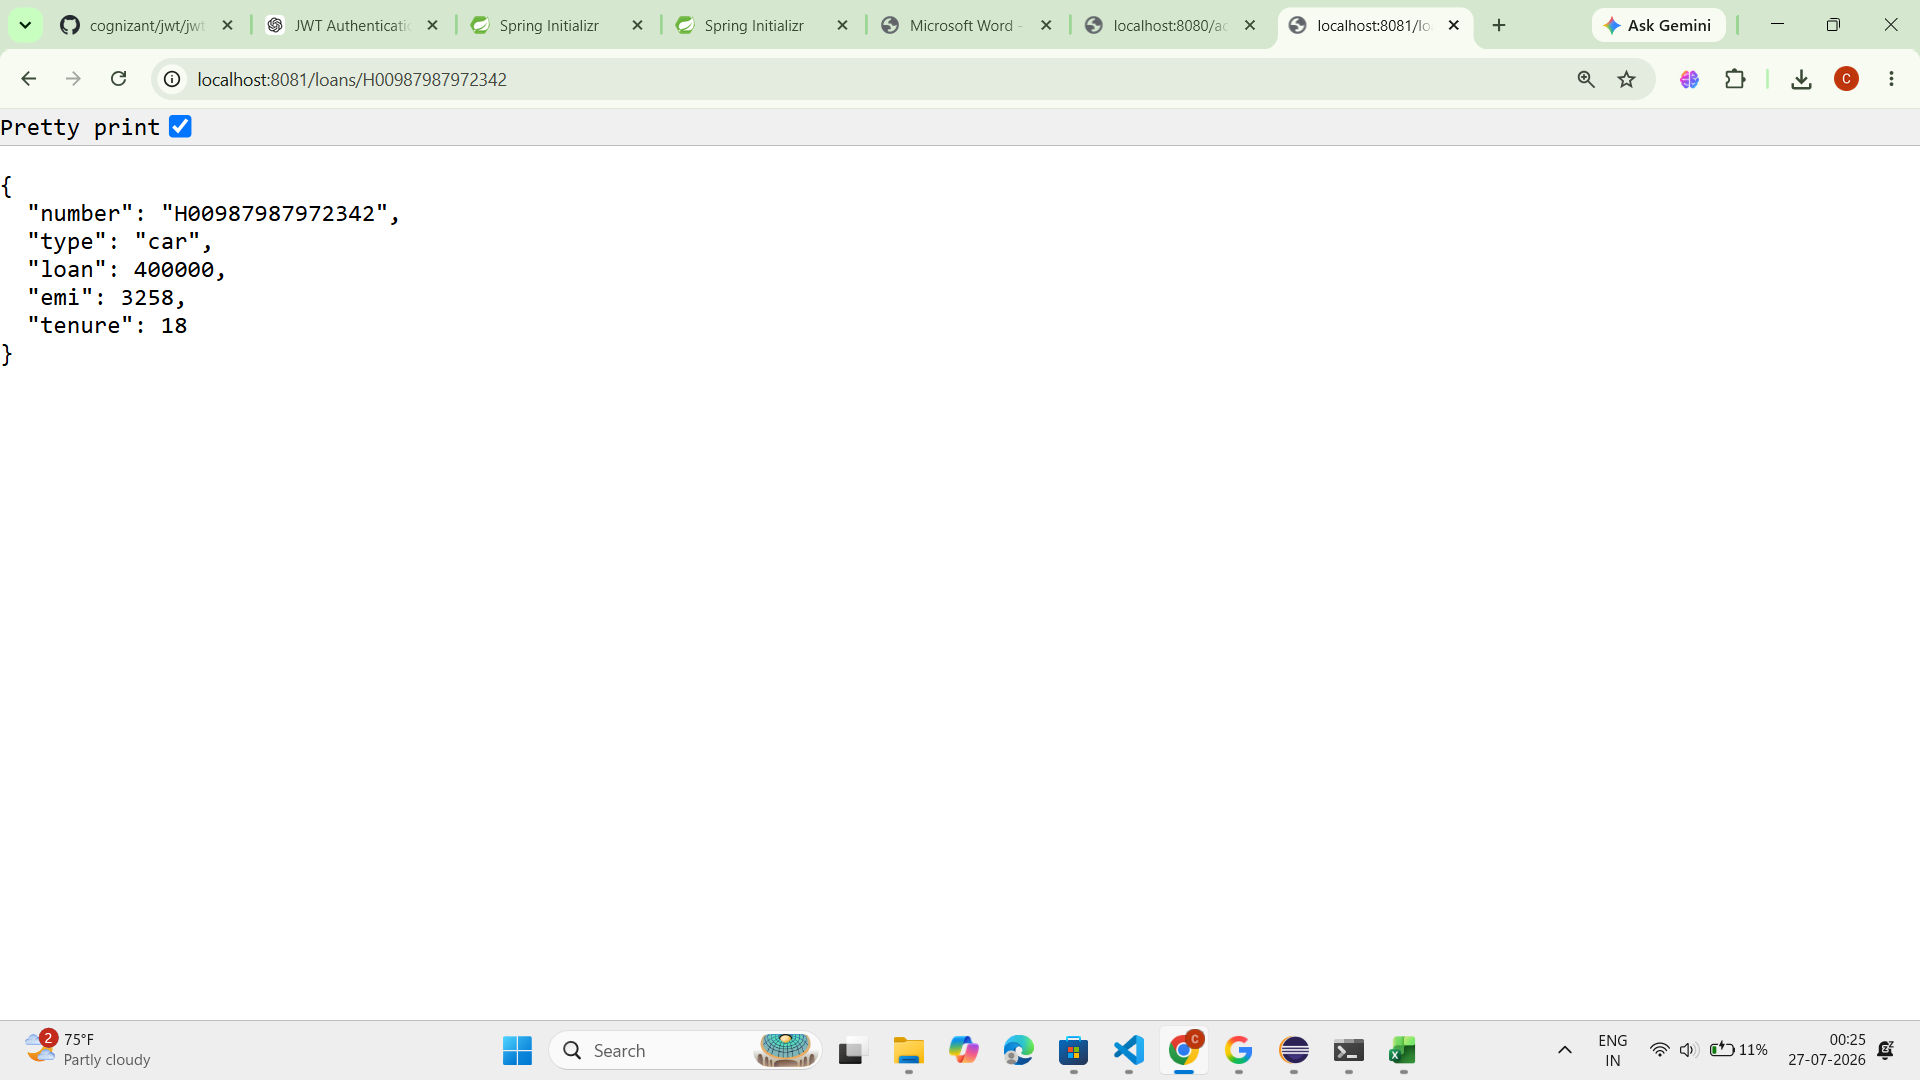 cognizant/jwt/jwt
JWT Authenticatic
Spring Initializr
Spring Initializr
Microsoft Word -
localhost:8080/ac
localhost:8081/lo
Ask Gemini
localhost:8081/loans/H00987987972342
C
Pretty print
{
"number": "H00987987972342",
"type": "car",
"loan": 400000,
"emi": 3258,
"tenure": 18
}
2
75°F
Partly cloudy
Search
C
ENG
IN
11%
00:25
27-07-2026